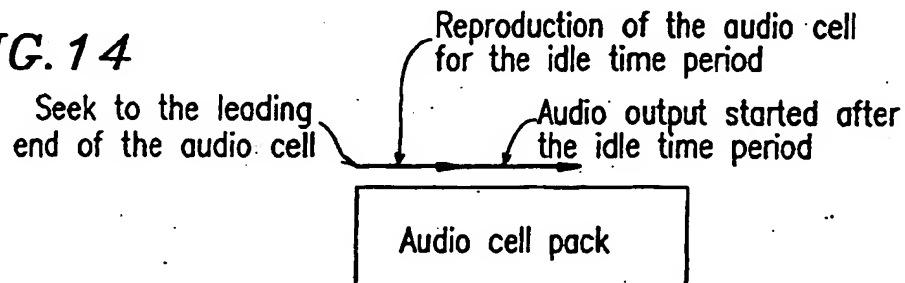 G. 14
Reproduction of the audio cell
for the idle time period
Seek to the leading
end of the audio cell
Audio output started after
the idle time period
Audio cell pack